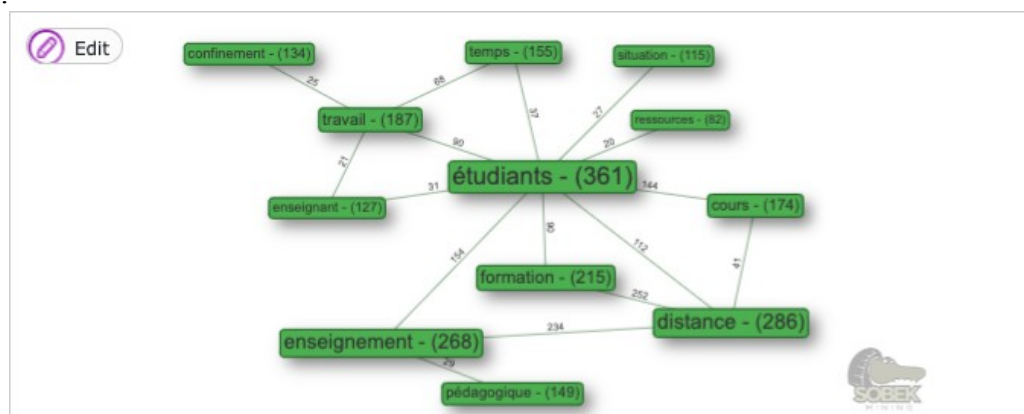 Edit
confinement - (134)
temps - (155)
situation - (115)
25
68
37
27
travail - (187)
ressources - (82)
90
20
21
étudiants - (361)
31
144
enseignant - (127)
cours - (174)
154
112
41
formation - (215)
252
distance - (286)
234
enseignement - (268)
29
pédagogique - (149)
SOBEK
MINING